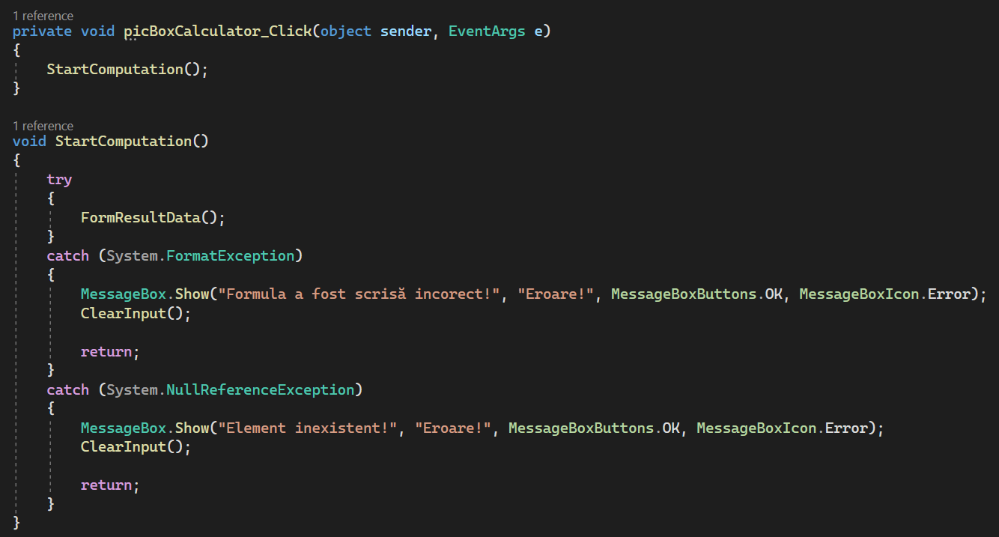 1 reference
private void picBoxCalculator_Click(object sender, EventArgs e)
{
    StartComputation();
}

1 reference
void StartComputation()
{
    try
    {
        FormResultData();
    }
    catch (System.FormatException)
    {
        MessageBox.Show("Formula a fost scrisă incorect!", "Eroare!", MessageBoxButtons.OK, MessageBoxIcon.Error);
        ClearInput();

        return;
    }
    catch (System.NullReferenceException)
    {
        MessageBox.Show("Element inexistent!", "Eroare!", MessageBoxButtons.OK, MessageBoxIcon.Error);
        ClearInput();

        return;
    }
}